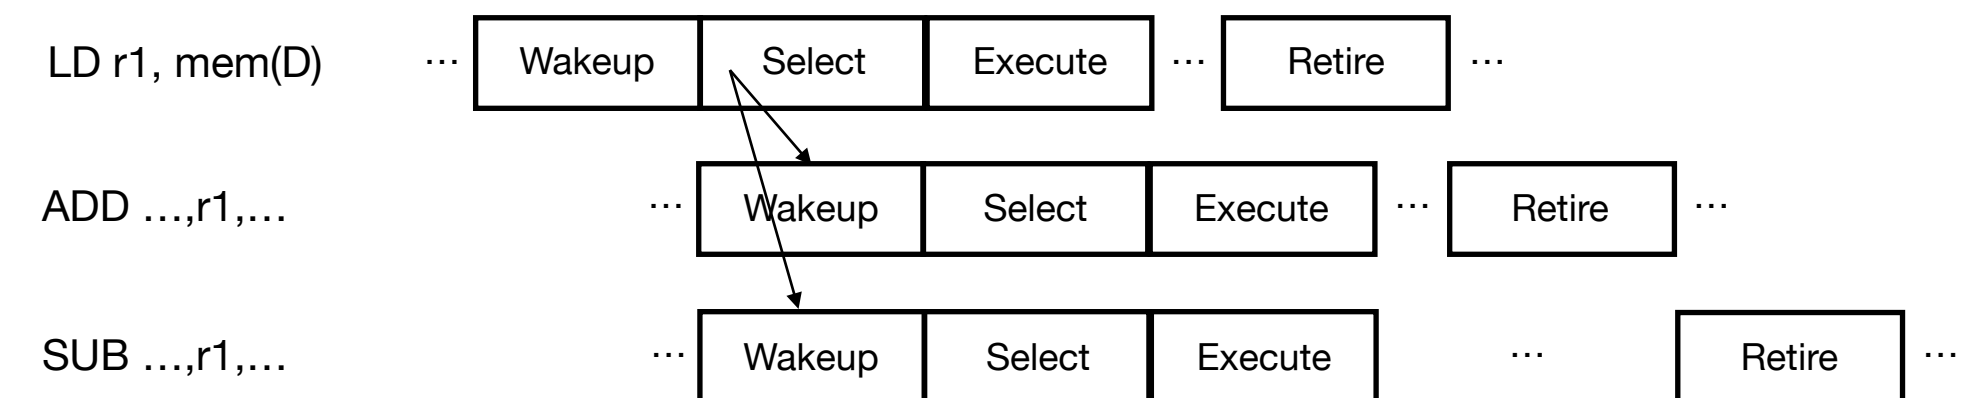 LD r1, mem(D) … Wakeup Select Execute … Retire …
ADD …,r1,… … Wakeup Select Execute … Retire …
SUB …,r1,… … Wakeup Select Execute … Retire …